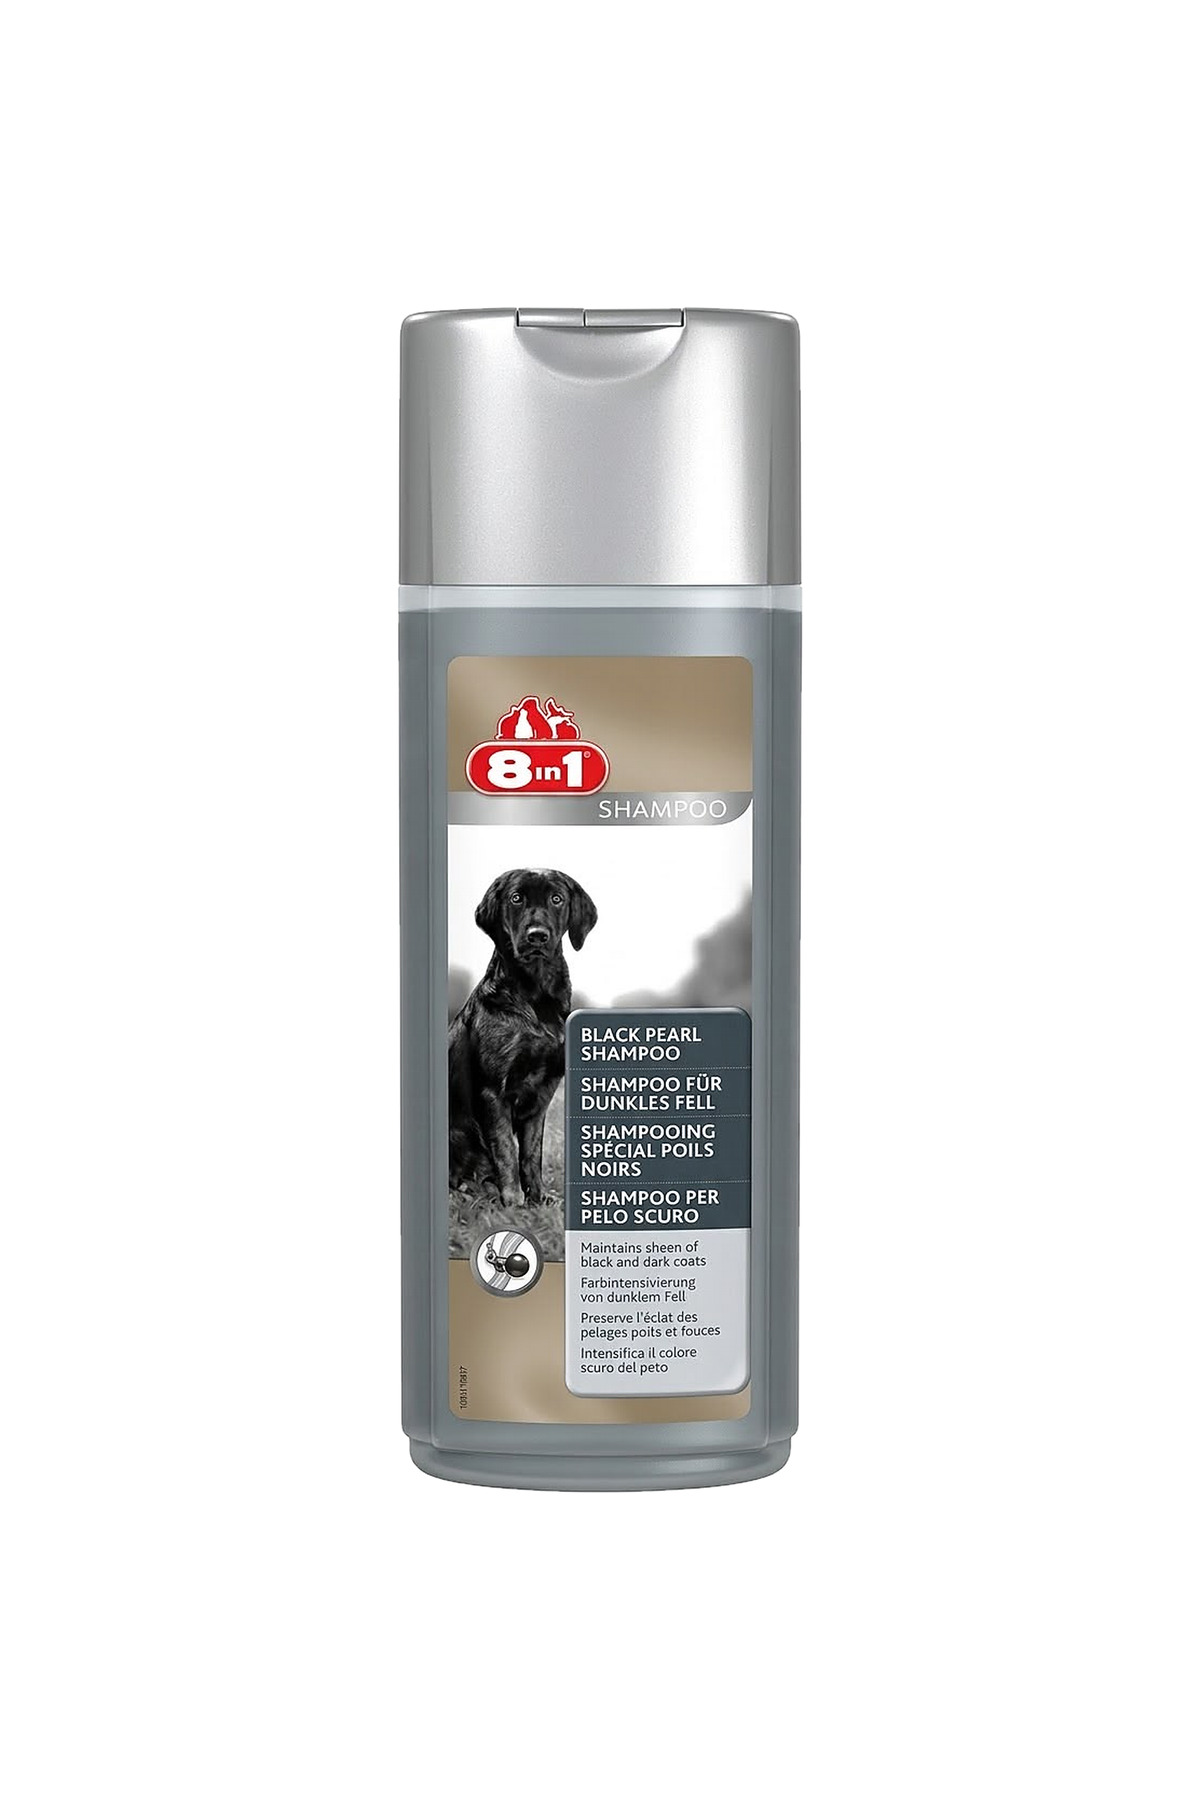 8in1
SHAMPOO
BLACK PEARL
SHAMPOO
SHAMPOO FÜR
DUNKLES FELL
SHAMPOOING
SPÉCIAL POILS
NOIRS
SHAMPOO PER
PELO SCURO
Maintains sheen of
black and dark coats
Farbintensivierung
von dunklem Fell
Preserve l'éclat des
pelages poits et fouces
Intensifica il colore
scuro del peto